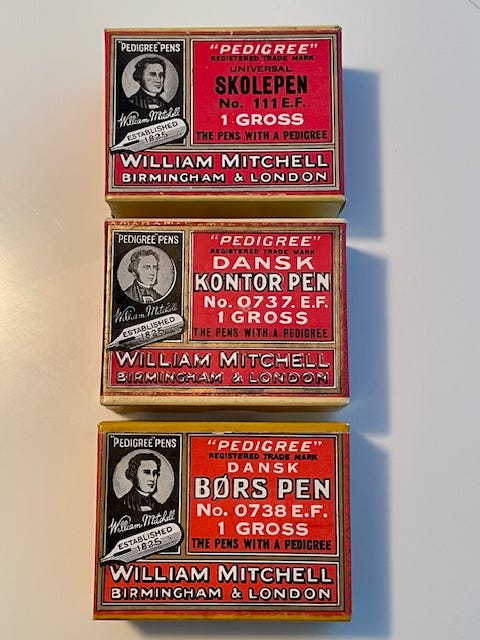 "PEDIGREE" PENS
William Mitchell
ESTABLISHED
1825
"PEDIGREE"
REGISTERED TRADE MARK
UNIVERSAL
SKOLEPEN
No. 111 E.F.
1 GROSS
THE PENS WITH A PEDIGREE
WILLIAM MITCHELL
BIRMINGHAM & LONDON
"PEDIGREE" PENS
William Mitchell
ESTABLISHED
1825
"PEDIGREE"
REGISTERED TRADE MARK
DANSK
KONTOR PEN
No. 0737. E.F.
1 GROSS
THE PENS WITH A PEDIGREE
WILLIAM MITCHELL
BIRMINGHAM & LONDON
"PEDIGREE" PENS
William Mitchell
ESTABLISHED
1825
"PEDIGREE"
REGISTERED TRADE MARK
DANSK
BØRS PEN
No. 0738 E.F.
1 GROSS
THE PENS WITH A PEDIGREE
WILLIAM MITCHELL
BIRMINGHAM & LONDON